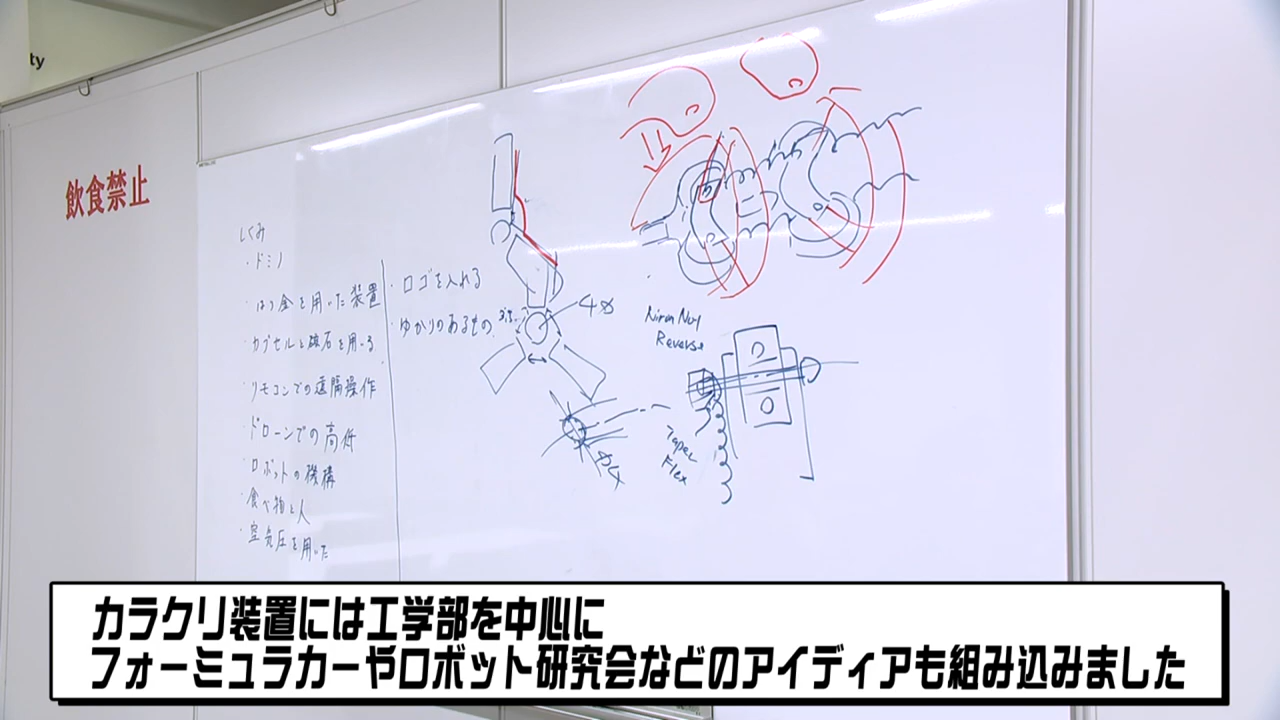 ty
飲食禁止
しくみ
・ドミノ
・はり金を用いた装置
・カプセルと磁石を用いる
・リモコンでの遠隔操作
・ドローンでの高低
・ロボットの機構
・食べ物と人
・空気圧を用いた
・ロゴを入れる
・ゆかりのあるもの
4φ
Reverse
Taper
Flex
カラクリ装置には工学部を中心に
フォーミュラカーやロボット研究会などのアイディアも組み込みました